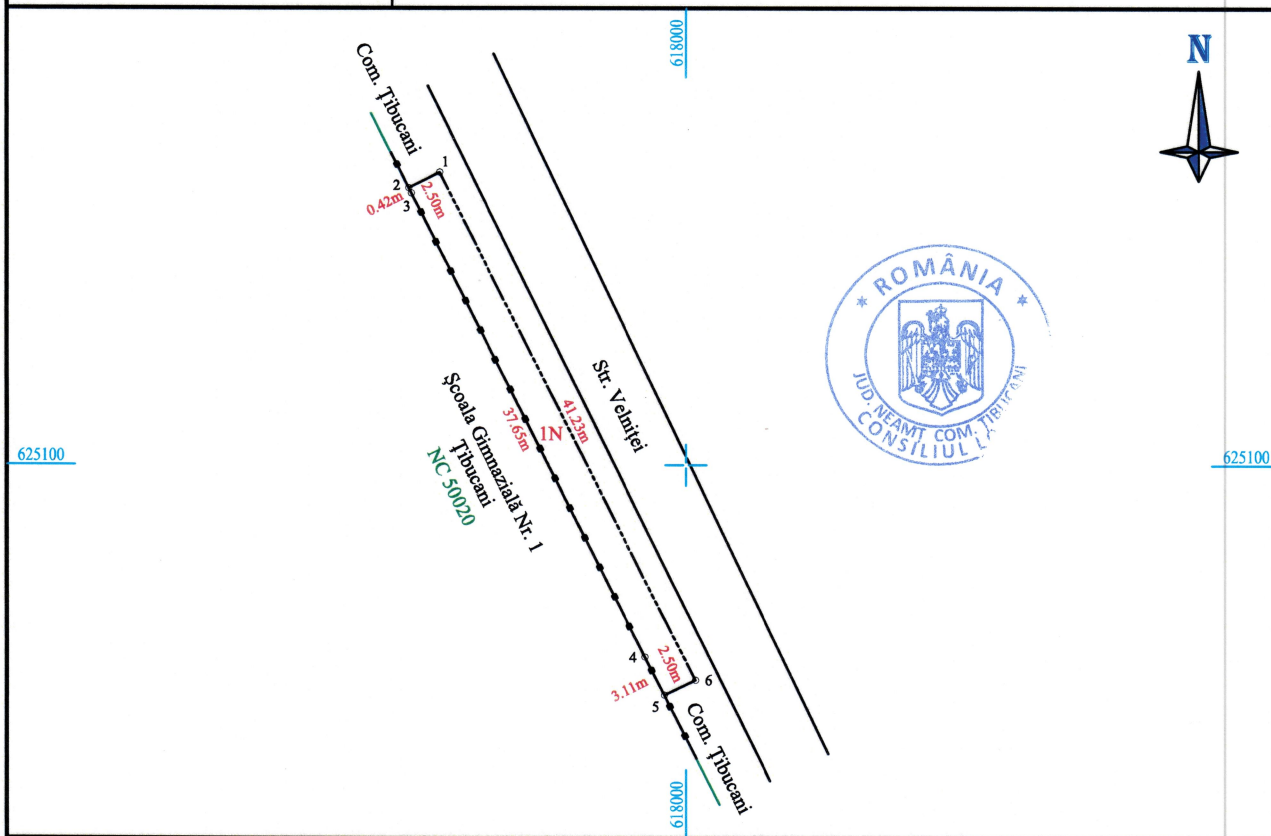 618000
N
Com. Țibucani
1
2
2.50m
0.42m
3
ROMÂNIA
JUD. NEAMȚ COM. ȚIBUCANI
CONSILIUL
Str. Velniței
41.23m
1N
37.65m
Școala Gimnazială Nr. 1
Țibucani
NC 50020
625100
625100
4
2.50m
6
3.11m
5
Com. Țibucani
618000